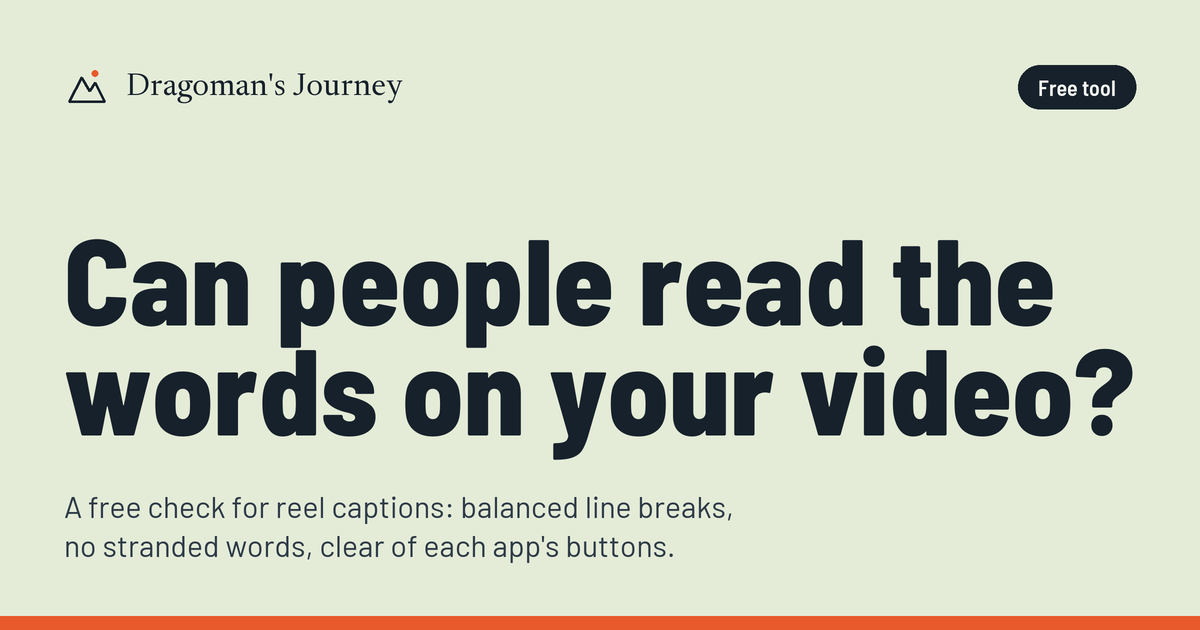 Dragoman's Journey
Free tool
Can people read the
words on your video?
A free check for reel captions: balanced line breaks,
no stranded words, clear of each app's buttons.